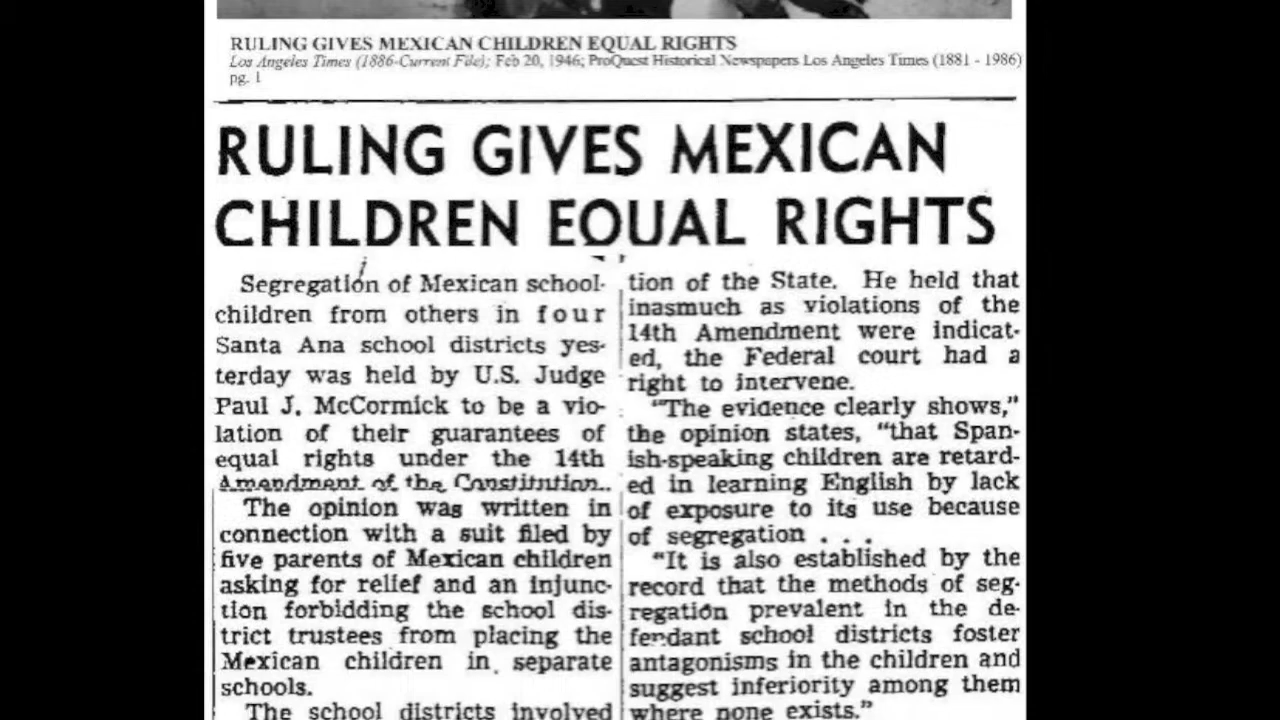 RULING GIVES MEXICAN CHILDREN EQUAL RIGHTS
Los Angeles Times (1886-Current File); Feb 20, 1946; ProQuest Historical Newspapers Los Angeles Times (1881 - 1986)
pg. 1
RULING GIVES MEXICAN
CHILDREN EQUAL RIGHTS
Segregation of Mexican school-
children from others in four
Santa Ana school districts yes-
terday was held by U.S. Judge
Paul J. McCormick to be a vio-
lation of their guarantees of
equal rights under the 14th
Amendment of the Constitution.
The opinion was written in
connection with a suit filed by
five parents of Mexican children
asking for relief and an injunc-
tion forbidding the school dis-
trict trustees from placing the
Mexican children in separate
schools.
The school districts involved
tion of the State. He held that
inasmuch as violations of the
14th Amendment were indicat-
ed, the Federal court had a
right to intervene.
"The evidence clearly shows,"
the opinion states, "that Span-
ish-speaking children are retard-
ed in learning English by lack
of exposure to its use because
of segregation . . .
"It is also established by the
record that the methods of seg-
regation prevalent in the de-
fendant school districts foster
antagonisms in the children and
suggest inferiority among them
where none exists."